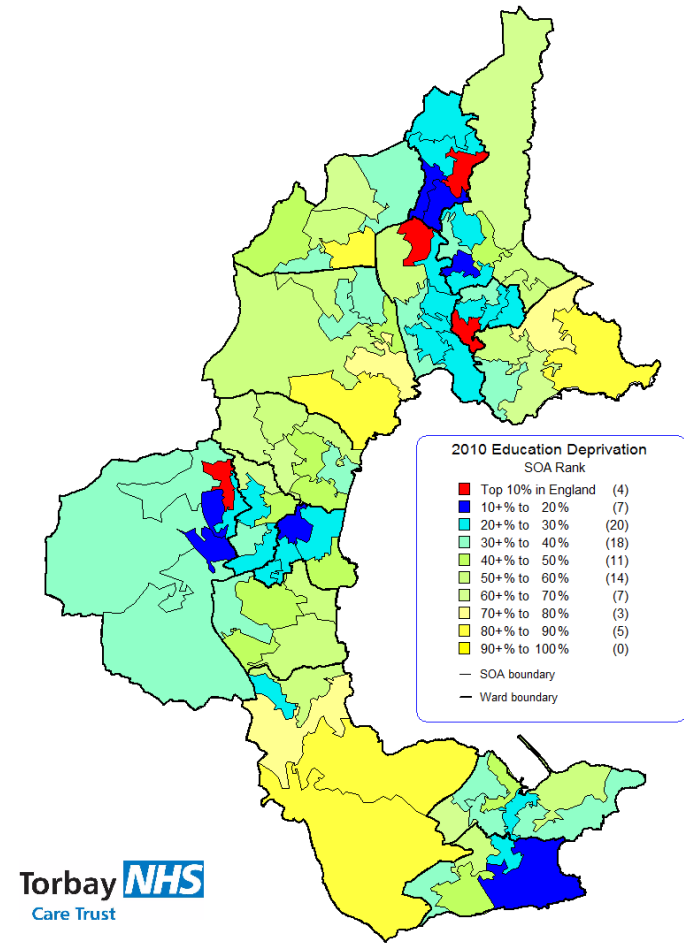 2010 Education Deprivation
SOA Rank
Top 10% in England (4)
10+% to 20% (7)
20+% to 30% (20)
30+% to 40% (18)
40+% to 50% (11)
50+% to 60% (14)
60+% to 70% (7)
70+% to 80% (3)
80+% to 90% (5)
90+% to 100% (0)
SOA boundary
Ward boundary
Torbay NHS
Care Trust